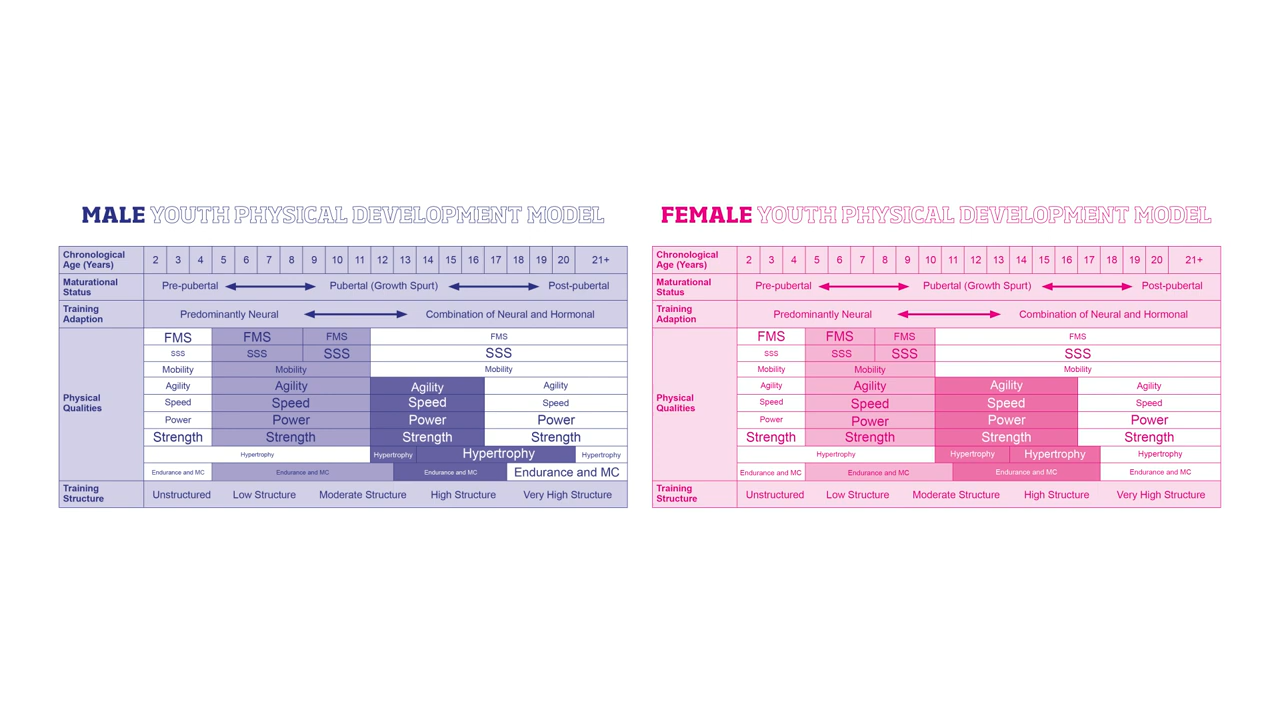 MALE YOUTH PHYSICAL DEVELOPMENT MODEL
Chronological
Age (Years)
2 3 4 5 6 7 8 9 10 11 12 13 14 15 16 17 18 19 20 21+
Maturational
Status
Pre-pubertal Pubertal (Growth Spurt) Post-pubertal
Training
Adaption
Predominantly Neural Combination of Neural and Hormonal
Physical
Qualities
FMS FMS FMS FMS
SSS SSS SSS SSS
Mobility Mobility Mobility
Agility Agility Agility Agility
Speed Speed Speed Speed
Power Power Power Power
Strength Strength Strength Strength
Hypertrophy Hypertrophy Hypertrophy Hypertrophy
Endurance and MC Endurance and MC Endurance and MC Endurance and MC
Training
Structure
Unstructured Low Structure Moderate Structure High Structure Very High Structure
FEMALE YOUTH PHYSICAL DEVELOPMENT MODEL
Chronological
Age (Years)
2 3 4 5 6 7 8 9 10 11 12 13 14 15 16 17 18 19 20 21+
Maturational
Status
Pre-pubertal Pubertal (Growth Spurt) Post-pubertal
Training
Adaption
Predominantly Neural Combination of Neural and Hormonal
Physical
Qualities
FMS FMS FMS FMS
SSS SSS SSS SSS
Mobility Mobility Mobility
Agility Agility Agility Agility
Speed Speed Speed Speed
Power Power Power Power
Strength Strength Strength Strength
Hypertrophy Hypertrophy Hypertrophy Hypertrophy
Endurance and MC Endurance and MC Endurance and MC Endurance and MC
Training
Structure
Unstructured Low Structure Moderate Structure High Structure Very High Structure